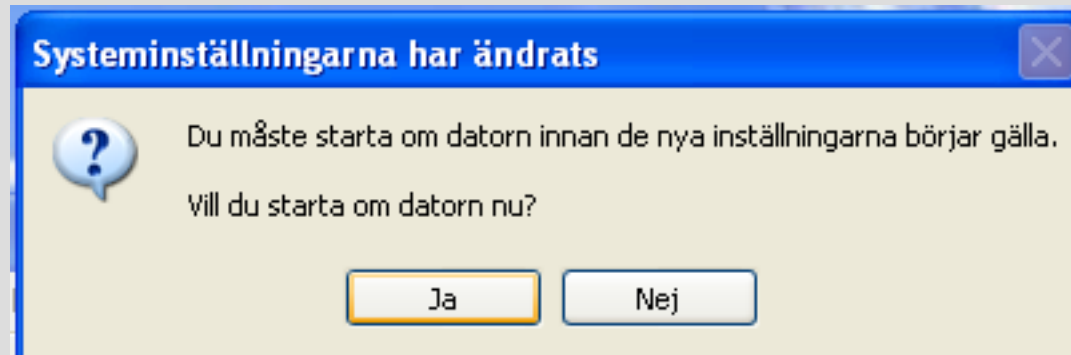 Systeminställningarna har ändrats
Du måste starta om datorn innan de nya inställningarna börjar gälla.
Vill du starta om datorn nu?
Ja
Nej